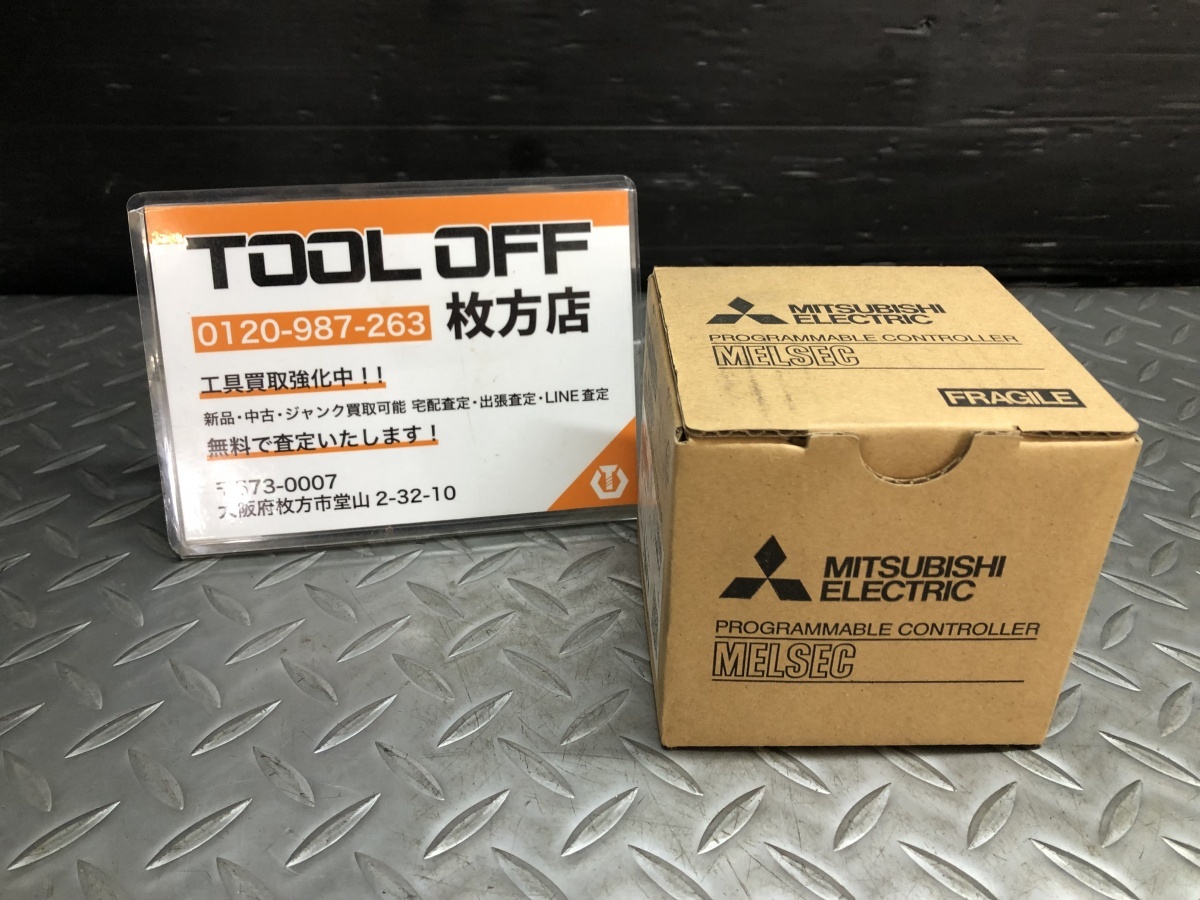 TOOL OFF
0120-987-263 枚方店
工具買取強化中!!
新品・中古・ジャンク買取可能 宅配査定・出張査定・LINE査定
無料で査定いたします!
〒573-0007
大阪府枚方市堂山 2-32-10
MITSUBISHI
ELECTRIC
PROGRAMMABLE CONTROLLER
MELSEC
FRAGILE
MITSUBISHI
ELECTRIC
PROGRAMMABLE CONTROLLER
MELSEC